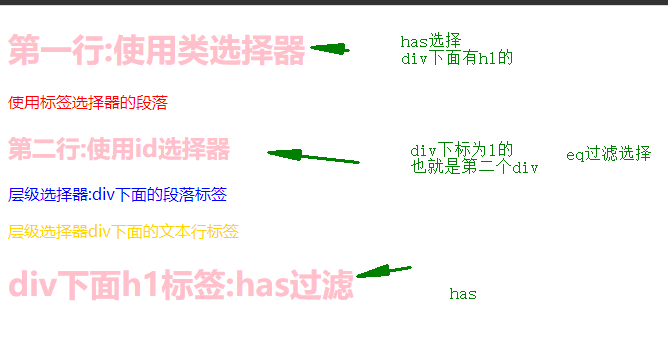 第一行:使用类选择器
has选择
div下面有h1的
使用标签选择器的段落
第二行:使用id选择器
div下标为1的
也就是第二个div
eq过滤选择
层级选择器:div下面的段落标签
层级选择器div下面的文本行标签
div下面h1标签:has过滤
has